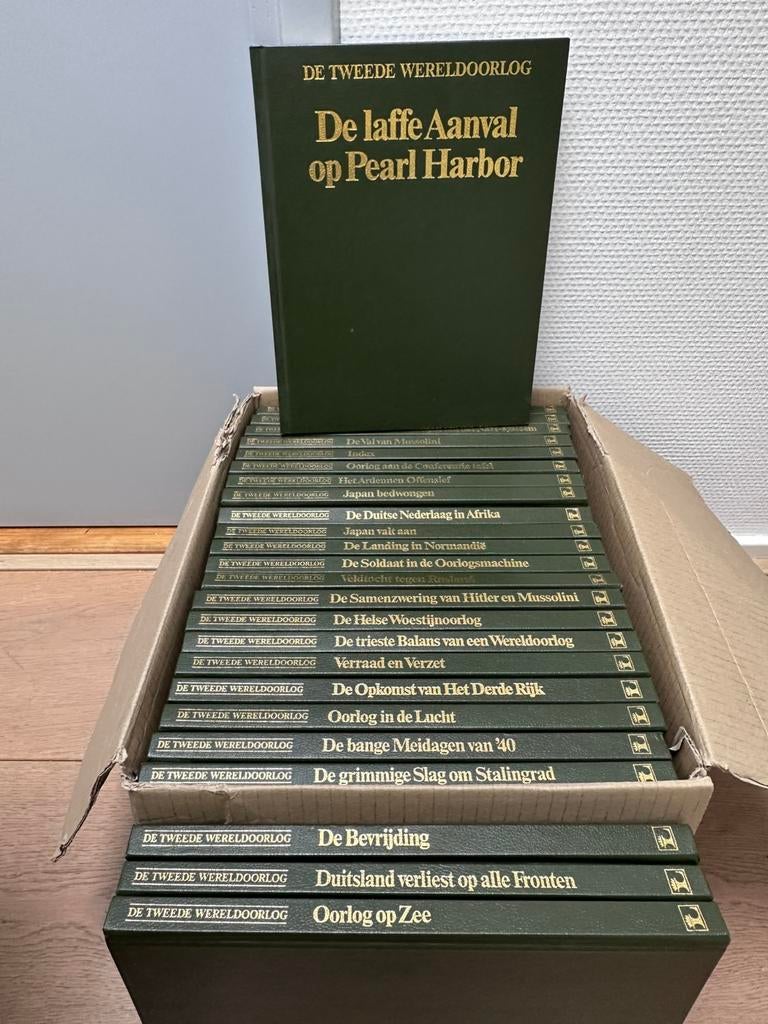 DE TWEEDE WERELDOORLOG
De laffe Aanval
op Pearl Harbor
DE TWEEDE WERELDOORLOG De Val van Mussolini
DE TWEEDE WERELDOORLOG Index
DE TWEEDE WERELDOORLOG Oorlog aan de Conferentie tafel
DE TWEEDE WERELDOORLOG Het Ardennen Offensief
DE TWEEDE WERELDOORLOG Japan bedwongen
DE TWEEDE WERELDOORLOG De Duitse Nederlaag in Afrika
DE TWEEDE WERELDOORLOG Japan valt aan
DE TWEEDE WERELDOORLOG De Landing in Normandië
DE TWEEDE WERELDOORLOG De Soldaat in de Oorlogsmachine
DE TWEEDE WERELDOORLOG Veldtocht tegen Rusland
DE TWEEDE WERELDOORLOG De Samenzwering van Hitler en Mussolini
DE TWEEDE WERELDOORLOG De Helse Woestijnoorlog
DE TWEEDE WERELDOORLOG De trieste Balans van een Wereldoorlog
DE TWEEDE WERELDOORLOG Verraad en Verzet
DE TWEEDE WERELDOORLOG De Opkomst van Het Derde Rijk
DE TWEEDE WERELDOORLOG Oorlog in de Lucht
DE TWEEDE WERELDOORLOG De bange Meidagen van '40
DE TWEEDE WERELDOORLOG De grimmige Slag om Stalingrad
DE TWEEDE WERELDOORLOG De Bevrijding
DE TWEEDE WERELDOORLOG Duitsland verliest op alle Fronten
DE TWEEDE WERELDOORLOG Oorlog op Zee